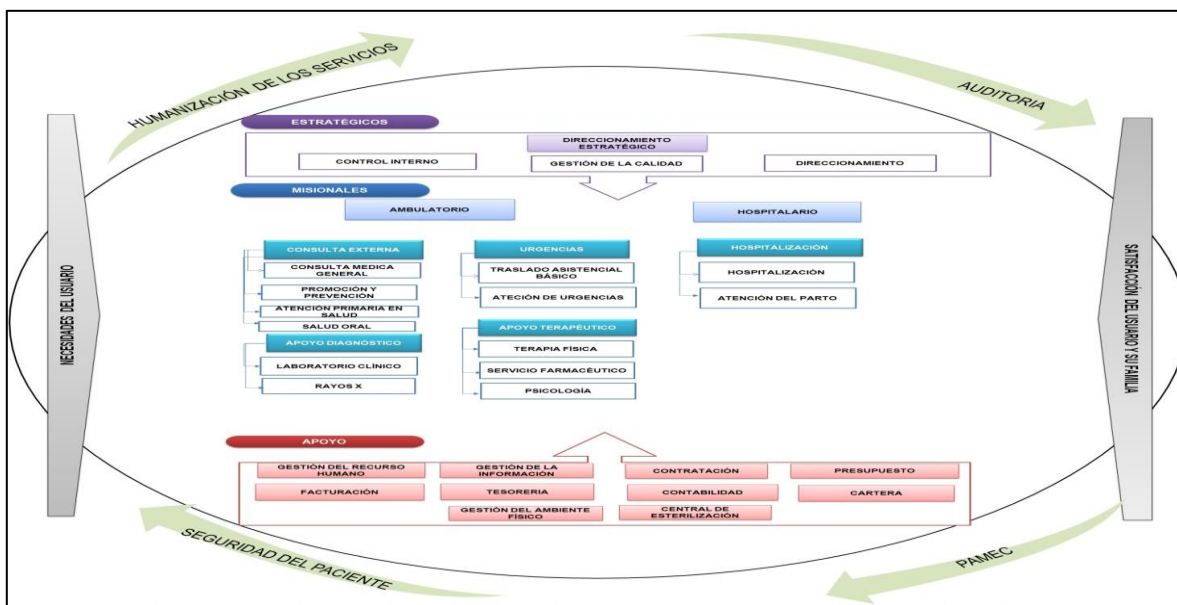 HUMANIZACIÓN DE LOS SERVICIOS
AUDITORIA
NECESIDADES DEL USUARIO
SATISFACCIÓN DEL USUARIO Y SU FAMILIA
ESTRATÉGICOS
DIRECCIONAMIENTO
ESTRATÉGICO
CONTROL INTERNO
GESTIÓN DE LA CALIDAD
DIRECCIONAMIENTO
MISIONALES
AMBULATORIO
HOSPITALARIO
CONSULTA EXTERNA
CONSULTA MEDICA
GENERAL
PROMOCIÓN Y
PREVENCIÓN
ATENCIÓN PRIMARIA EN
SALUD
SALUD ORAL
APOYO DIAGNÓSTICO
LABORATORIO CLÍNICO
RAYOS X
URGENCIAS
TRASLADO ASISTENCIAL
BÁSICO
ATECIÓN DE URGENCIAS
APOYO TERAPÉUTICO
TERAPIA FÍSICA
SERVICIO FARMACÉUTICO
PSICOLOGÍA
HOSPITALIZACIÓN
HOSPITALIZACIÓN
ATENCIÓN DEL PARTO
APOYO
GESTIÓN DEL RECURSO
HUMANO
GESTIÓN DE LA
INFORMACIÓN
CONTRATACIÓN
PRESUPUESTO
FACTURACIÓN
TESORERIA
CONTABILIDAD
CARTERA
GESTIÓN DEL AMBIENTE
FÍSICO
CENTRAL DE
ESTERILIZACIÓN
SEGURIDAD DEL PACIENTE
PAMEC